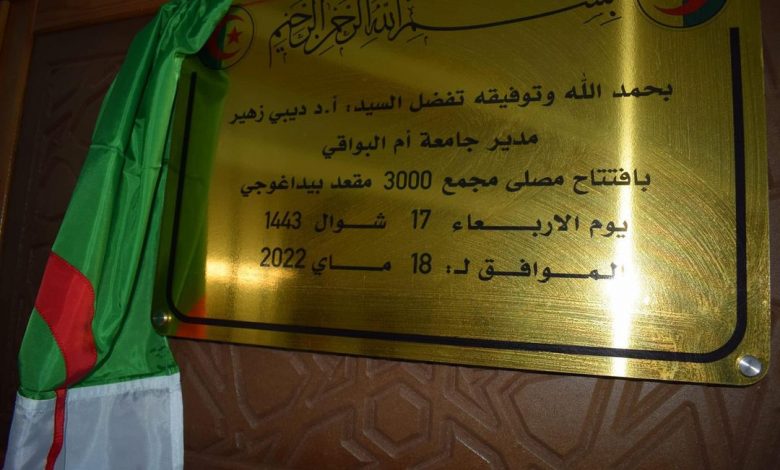 بسم الله الرحمن الرحيم
بحمد الله وتوفيقه تفضل السيد: أ.د ديبي زهير
مدير جامعة أم البواقي
بافتتاح مصلى مجمع 3000 مقعد بيداغوجي
يوم الاربعاء 17 شوال 1443
الموافق لـ: 18 ماي 2022